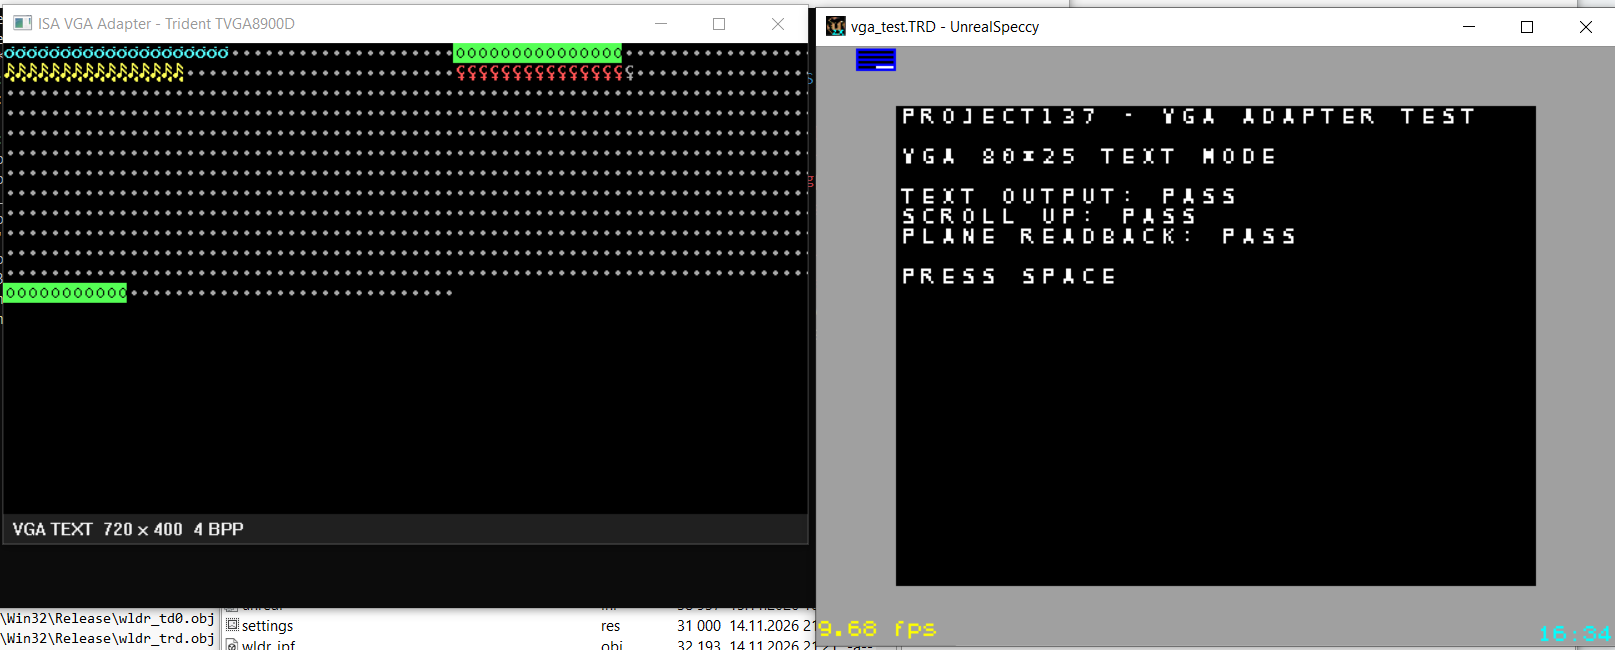 ISA VGA Adapter - Trident TVGA8900D
VGA TEXT 720 x 400 4 BPP
vga_test.TRD - UnrealSpeccy
PROJECT137 - VGA ADAPTER TEST
VGA 80*25 TEXT MODE
TEXT OUTPUT: PASS
SCROLL UP: PASS
PLANE READBACK: PASS
PRESS SPACE
9.68 fps
16:34
\Win32\Release\wldr_td0.obj
\Win32\Release\wldr_trd.obj
settings res 31 000 14.11.2026